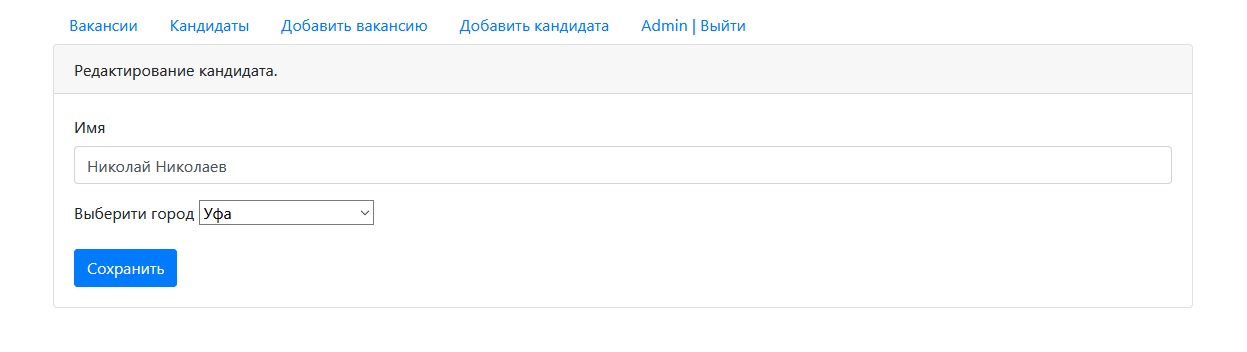 Вакансии Кандидаты Добавить вакансию Добавить кандидата Admin | Выйти
Редактирование кандидата.
Имя
Николай Николаев
Выберити город Уфа
Сохранить